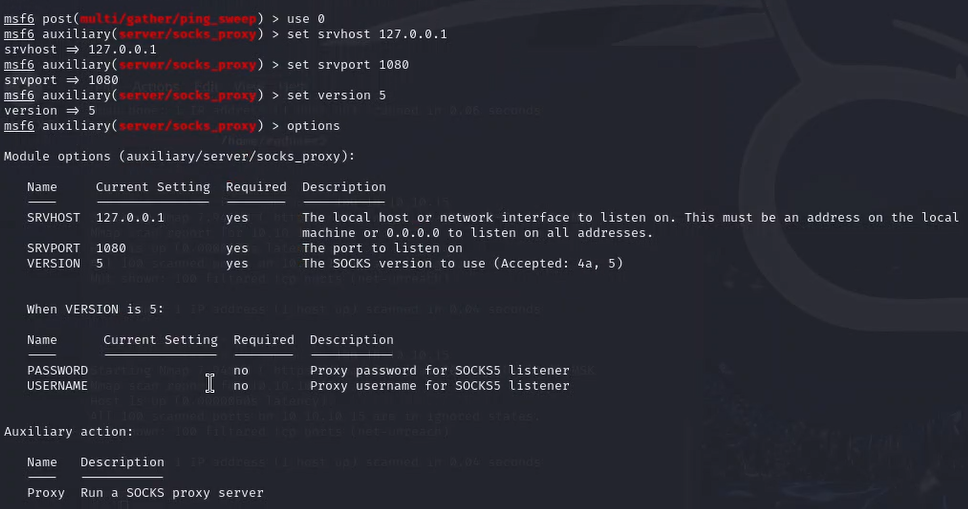 msf6 post(multi/gather/ping_sweep) > use 0
msf6 auxiliary(server/socks_proxy) > set srvhost 127.0.0.1
srvhost => 127.0.0.1
msf6 auxiliary(server/socks_proxy) > set srvport 1080
srvport => 1080
msf6 auxiliary(server/socks_proxy) > set version 5
version => 5
msf6 auxiliary(server/socks_proxy) > options
Module options (auxiliary/server/socks_proxy):
Name Current Setting Required Description
SRVHOST 127.0.0.1 yes The local host or network interface to listen on. This must be an address on the local
machine or 0.0.0.0 to listen on all addresses.
SRVPORT 1080 yes The port to listen on
VERSION 5 yes The SOCKS version to use (Accepted: 4a, 5)
When VERSION is 5:
Name Current Setting Required Description
PASSWORD no Proxy password for SOCKS5 listener
USERNAME no Proxy username for SOCKS5 listener
Auxiliary action:
Name Description
Proxy Run a SOCKS proxy server